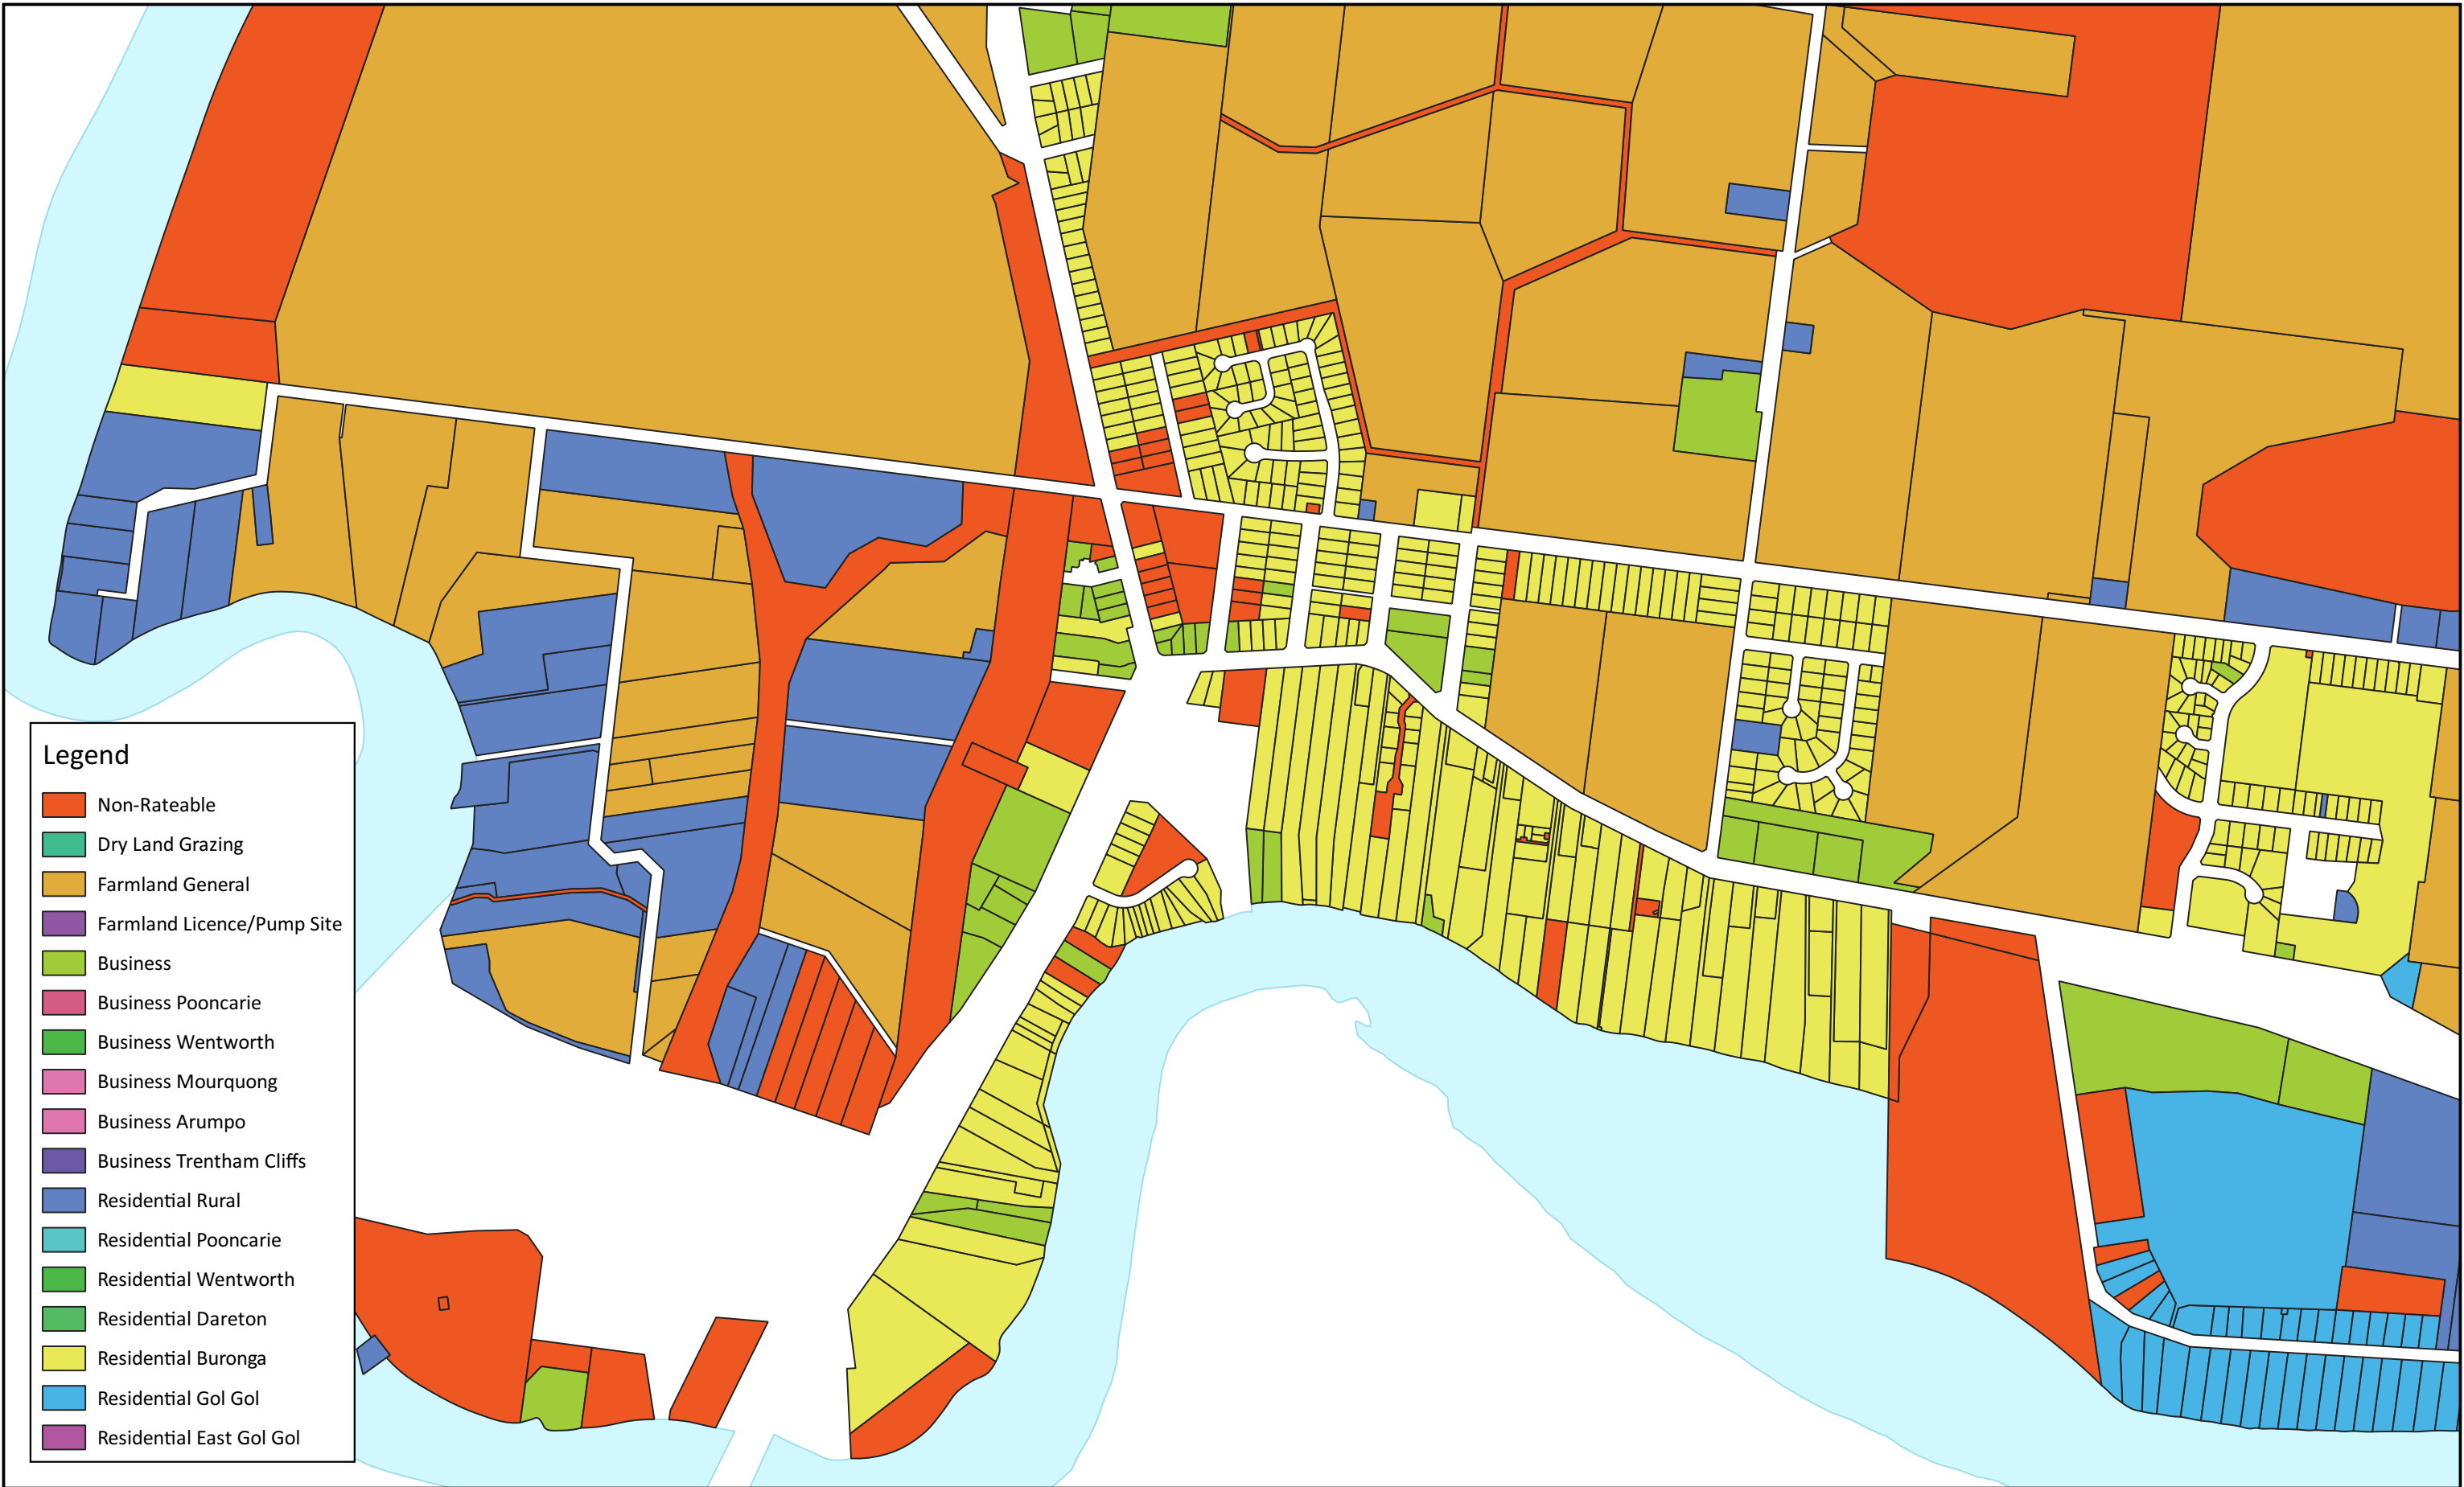 Legend
Non-Rateable
Dry Land Grazing
Farmland General
Farmland Licence/Pump Site
Business
Business Pooncarie
Business Wentworth
Business Mourquong
Business Arumpo
Business Trentham Cliffs
Residential Rural
Residential Pooncarie
Residential Wentworth
Residential Dareton
Residential Buronga
Residential Gol Gol
Residential East Gol Gol